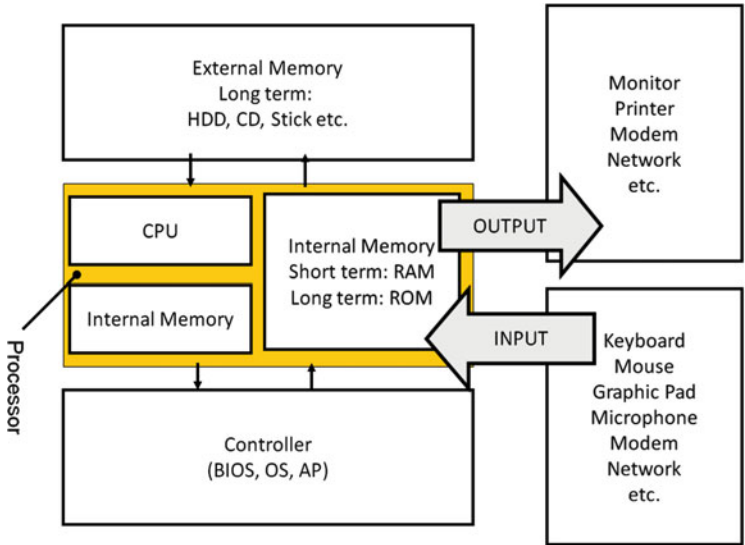 External Memory
Long term:
HDD, CD, Stick etc.
Monitor
Printer
Modem
Network
etc.
CPU
Internal Memory
Short term: RAM
Long term: ROM
OUTPUT
Internal Memory
INPUT
Processor
Keyboard
Mouse
Graphic Pad
Microphone
Modem
Network
etc.
Controller
(BIOS, OS, AP)